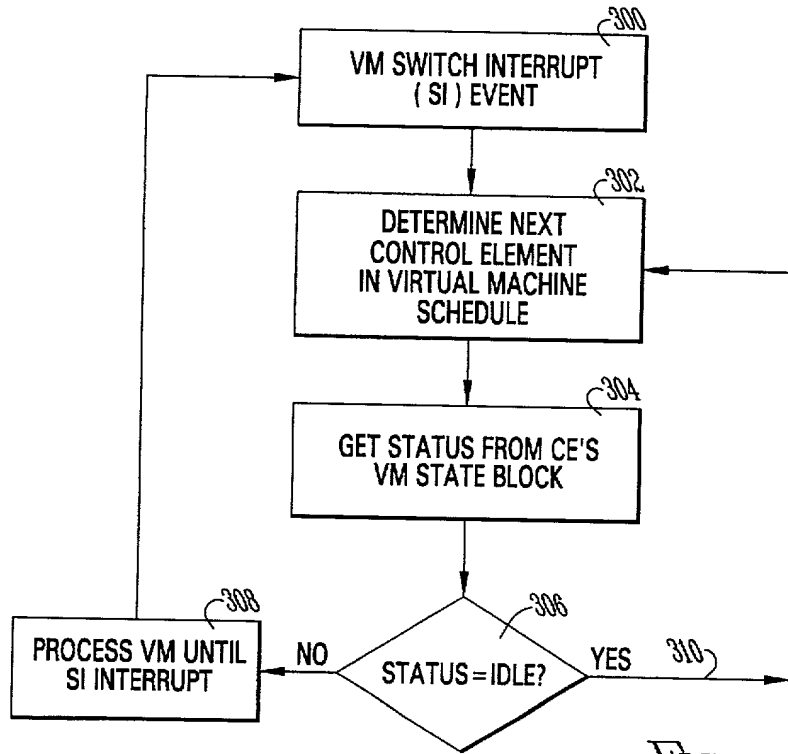 300
VM SWITCH INTERRUPT
( SI ) EVENT
302
DETERMINE NEXT
CONTROL ELEMENT
IN VIRTUAL MACHINE
SCHEDULE
304
GET STATUS FROM CE'S
VM STATE BLOCK
308
PROCESS VM UNTIL
SI INTERRUPT
NO
306
STATUS=IDLE?
YES
310